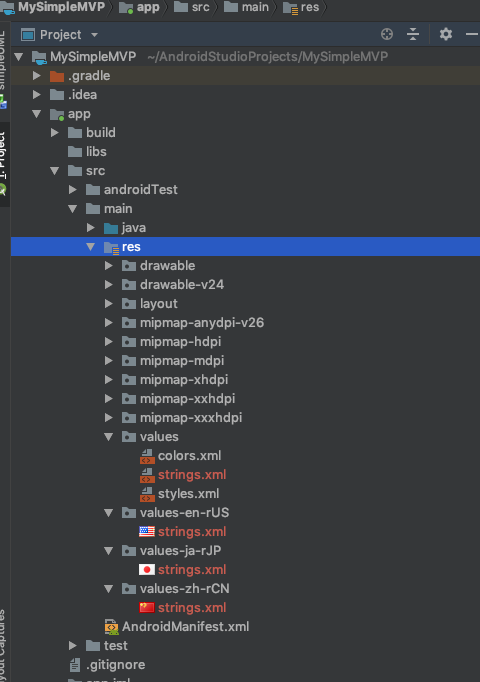 MySimpleMVP app src main res
Project
MySimpleMVP ~/AndroidStudioProjects/MySimpleMVP
.gradle
.idea
app
build
libs
src
androidTest
main
java
res
drawable
drawable-v24
layout
mipmap-anydpi-v26
mipmap-hdpi
mipmap-mdpi
mipmap-xhdpi
mipmap-xxhdpi
mipmap-xxxhdpi
values
colors.xml
strings.xml
styles.xml
values-en-rUS
strings.xml
values-ja-rJP
strings.xml
values-zh-rCN
strings.xml
AndroidManifest.xml
test
.gitignore
app.iml
simpleUML
1: Project
yout Captures